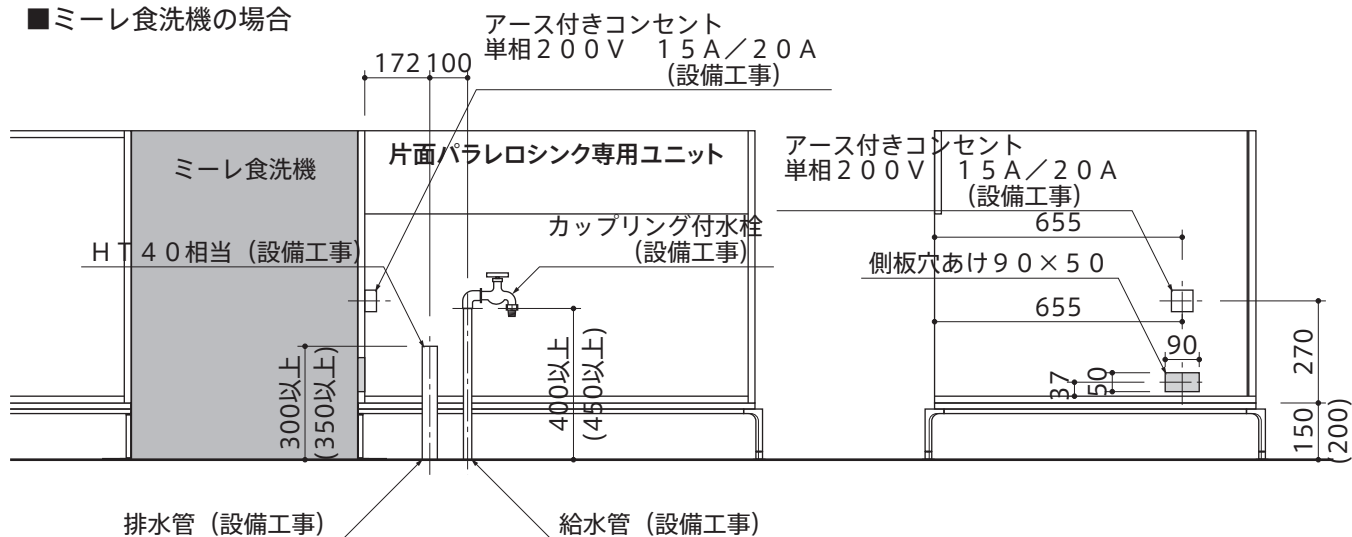 ■ミーレ食洗機の場合
アース付きコンセント
単相２００Ｖ　１５Ａ／２０Ａ
(設備工事)
172
100
ミーレ食洗機
片面パラレロシンク専用ユニット
アース付きコンセント
単相２００Ｖ　１５Ａ／２０Ａ
(設備工事)
ＨＴ４０相当（設備工事）
カップリング付水栓
(設備工事)
655
側板穴あけ９０×５０
655
90
37
50
270
150
(200)
300以上
(350以上)
400以上
(450以上)
排水管（設備工事）
給水管（設備工事）